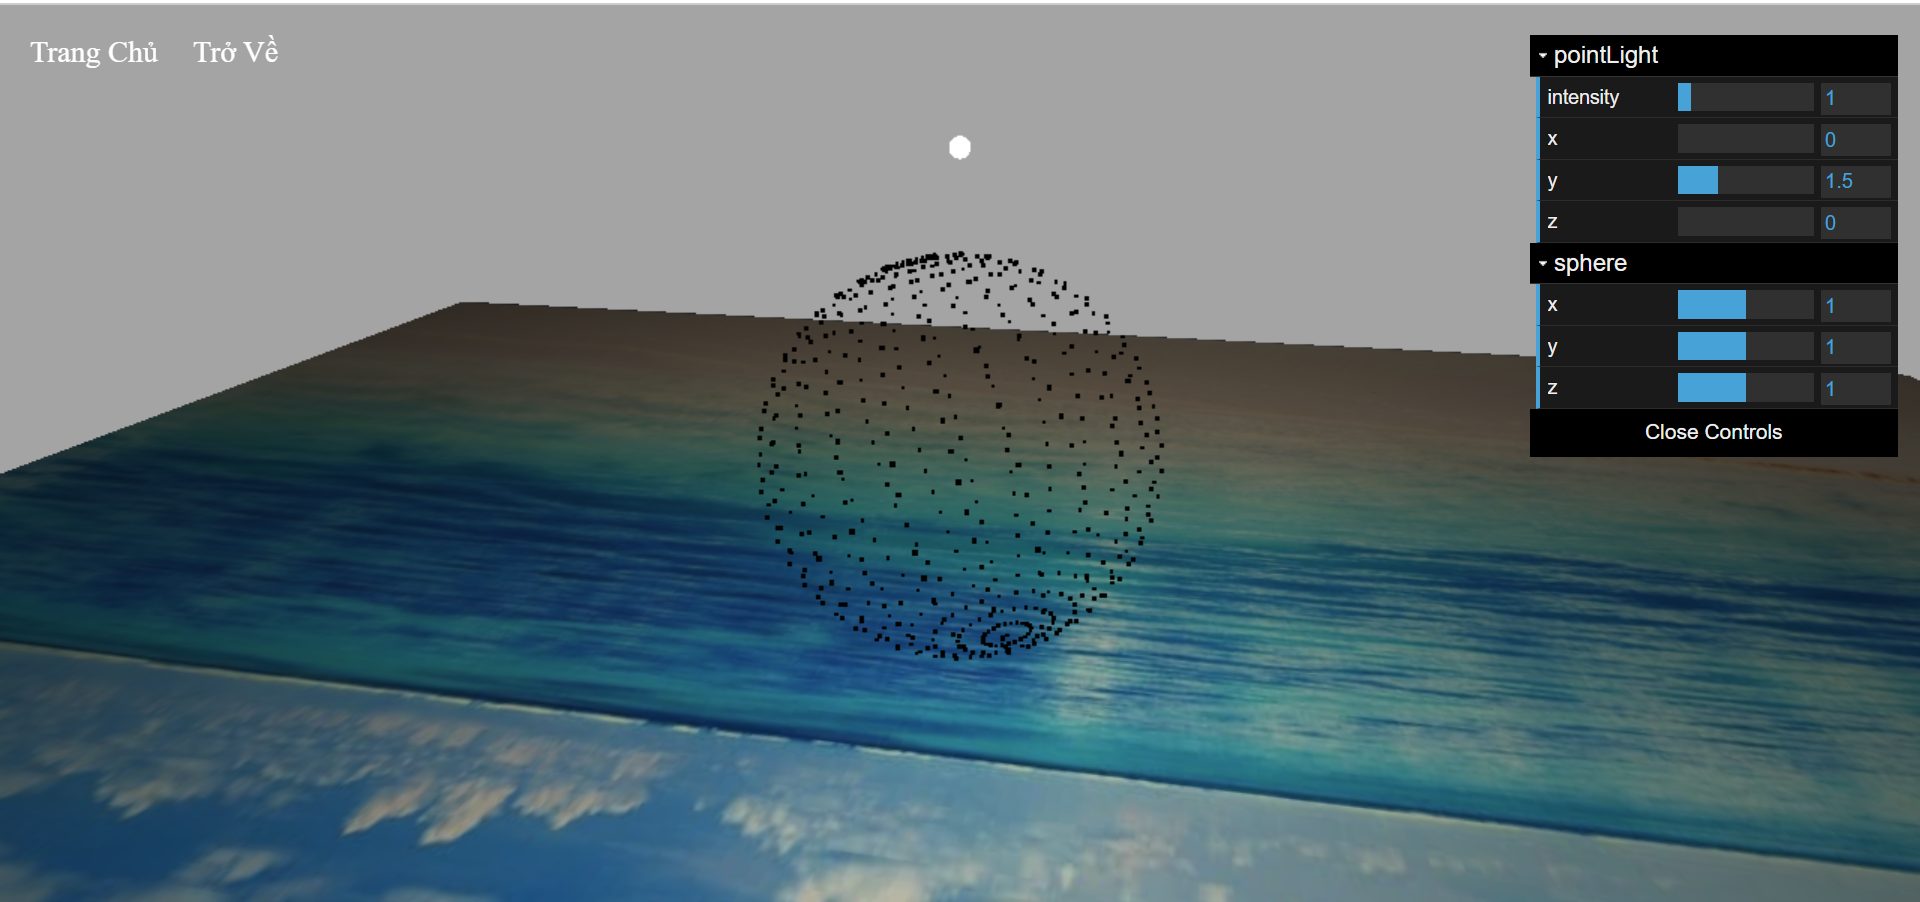 Trang Chủ Trở Về
pointLight
intensity 1
x 0
y 1.5
z 0
sphere
x 1
y 1
z 1
Close Controls